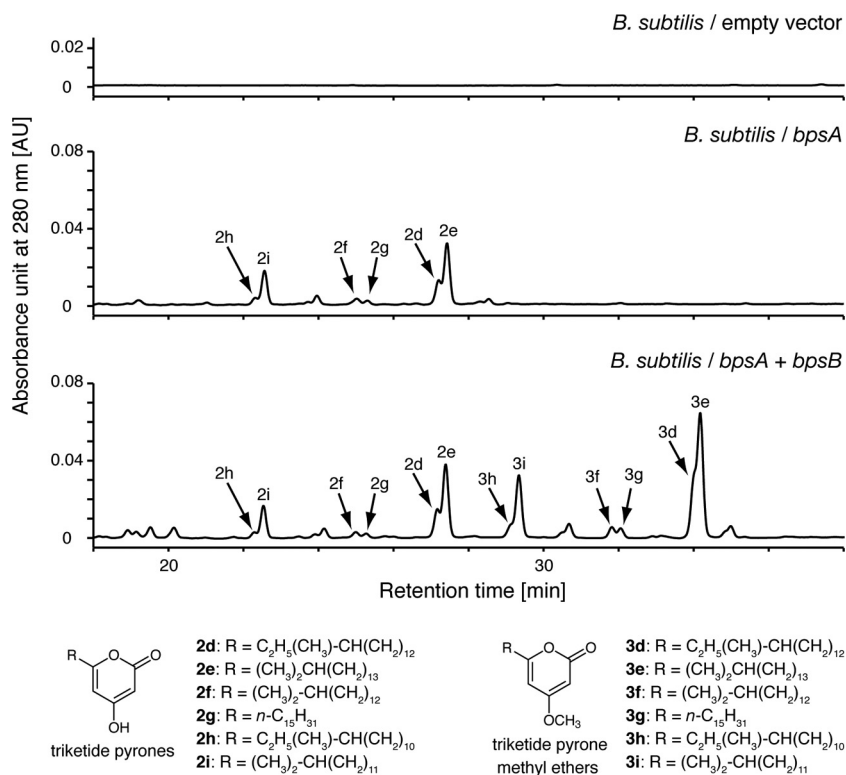 B. subtilis / empty vector
0.02
0
B. subtilis / bpsA
0.08
0.04
0
2h
2i
2f
2g
2d
2e
B. subtilis / bpsA + bpsB
0.08
0.04
0
2h
2i
2f
2g
2d
2e
3h
3i
3f
3g
3d
3e
Absorbance unit at 280 nm [AU]
20
30
Retention time [min]
R
O
O
OH
triketide pyrones
2d: R = C₂H₅(CH₃)-CH(CH₂)₁₂
2e: R = (CH₃)₂CH(CH₂)₁₃
2f: R = (CH₃)₂-CH(CH₂)₁₂
2g: R = n-C₁₅H₃₁
2h: R = C₂H₅(CH₃)-CH(CH₂)₁₀
2i: R = (CH₃)₂-CH(CH₂)₁₁
R
O
O
OCH₃
triketide pyrone
methyl ethers
3d: R = C₂H₅(CH₃)-CH(CH₂)₁₂
3e: R = (CH₃)₂CH(CH₂)₁₃
3f: R = (CH₃)₂-CH(CH₂)₁₂
3g: R = n-C₁₅H₃₁
3h: R = C₂H₅(CH₃)-CH(CH₂)₁₀
3i: R = (CH₃)₂-CH(CH₂)₁₁